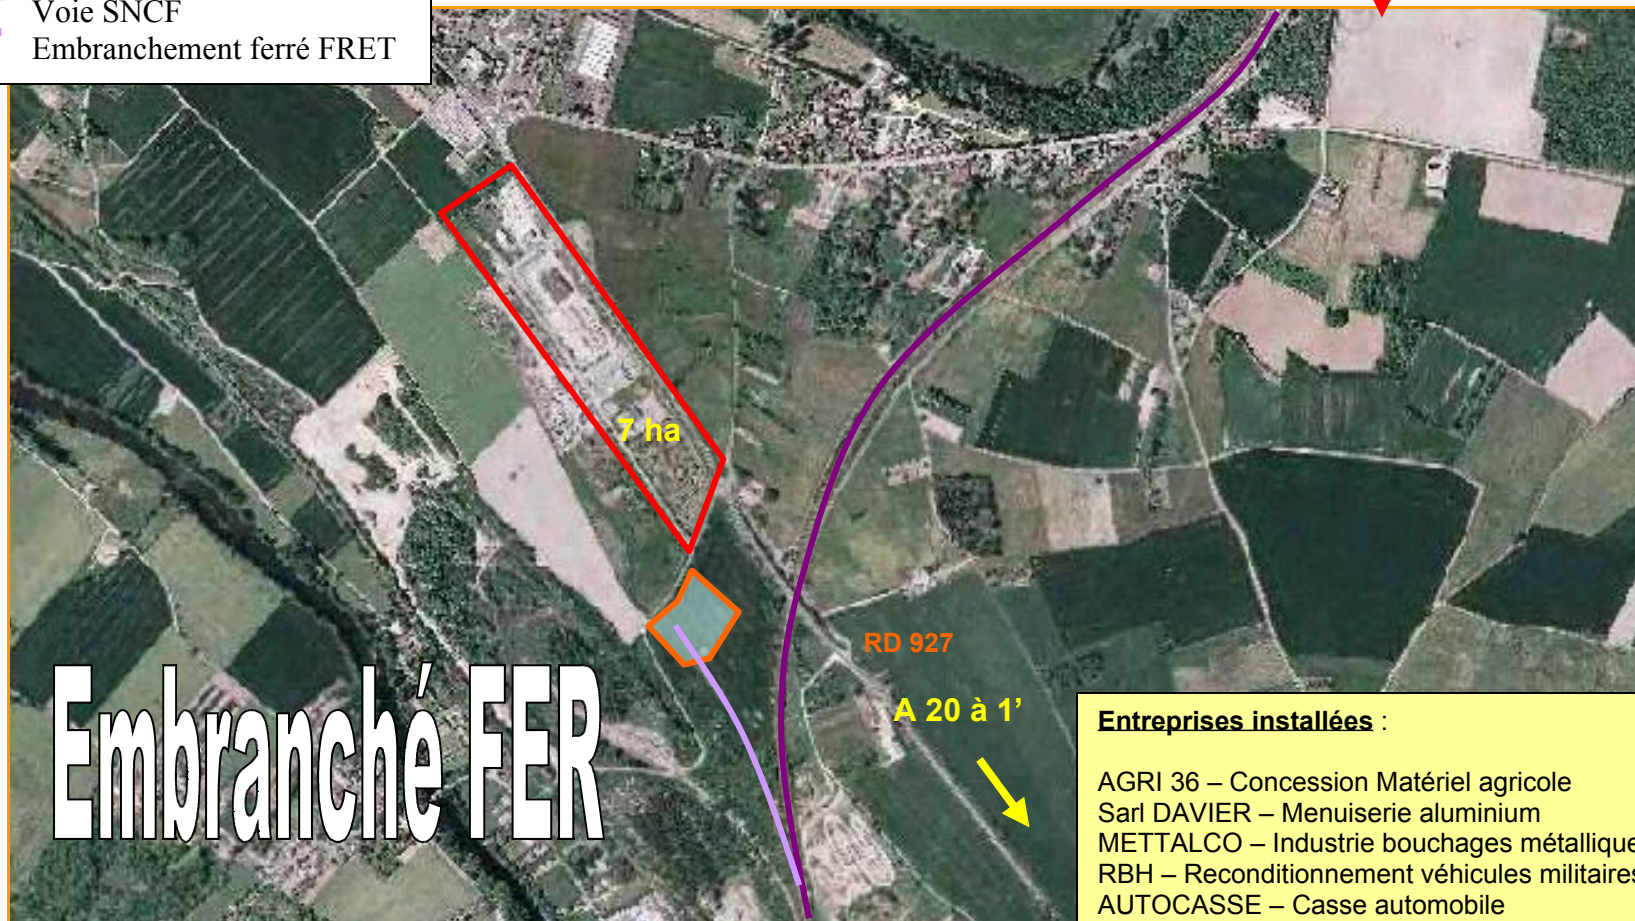 Voie SNCF
Embranchement ferré FRET
7 ha
RD 927
A 20 à 1’
Embranché FER
Entreprises installées :
AGRI 36 – Concession Matériel agricole
Sarl DAVIER – Menuiserie aluminium
METTALCO – Industrie bouchages métallique
RBH – Reconditionnement véhicules militaires
AUTOCASSE – Casse automobile